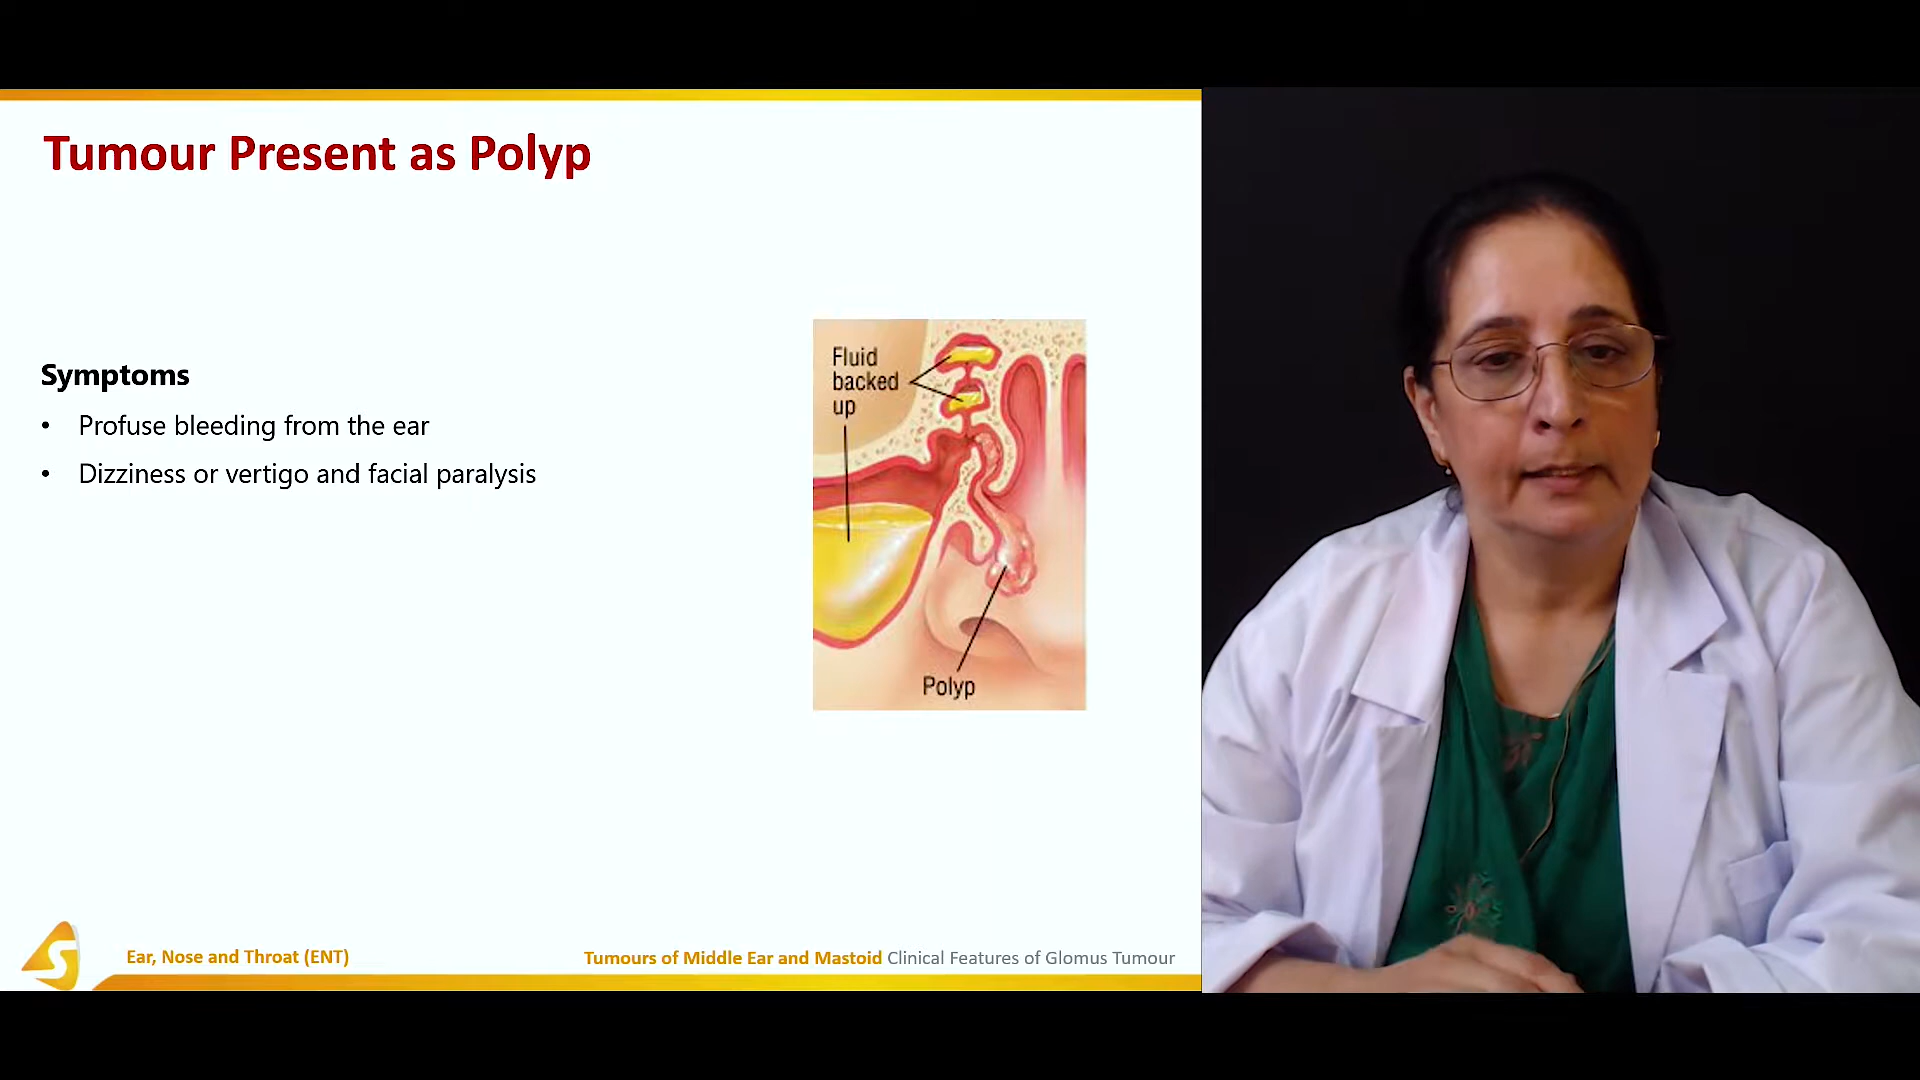 Tumour Present as Polyp
Symptoms
• Profuse bleeding from the ear
• Dizziness or vertigo and facial paralysis
Fluid
backed
up
Polyp
Ear, Nose and Throat (ENT)
Tumours of Middle Ear and Mastoid Clinical Features of Glomus Tumour